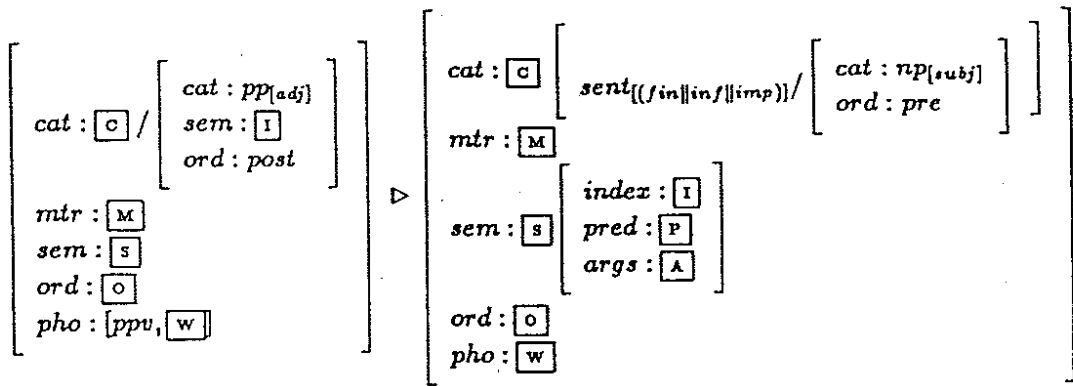 cat : [C] / [ cat : pp[adj]
sem : [I]
ord : post ]
mtr : [M]
sem : [S]
ord : [O]
pho : [ppv, [W]]
▷
cat : [C] [ sent[(fin||inf||imp)]/ [ cat : np[subj]
ord : pre ] ]
mtr : [M]
sem : [S] [ index : [I]
pred : [P]
args : [A] ]
ord : [O]
pho : [W]